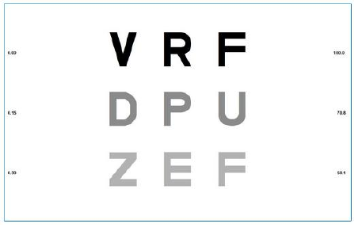 0.00 V R F 100.0
0.15 D P U 70.8
0.30 Z E F 50.1